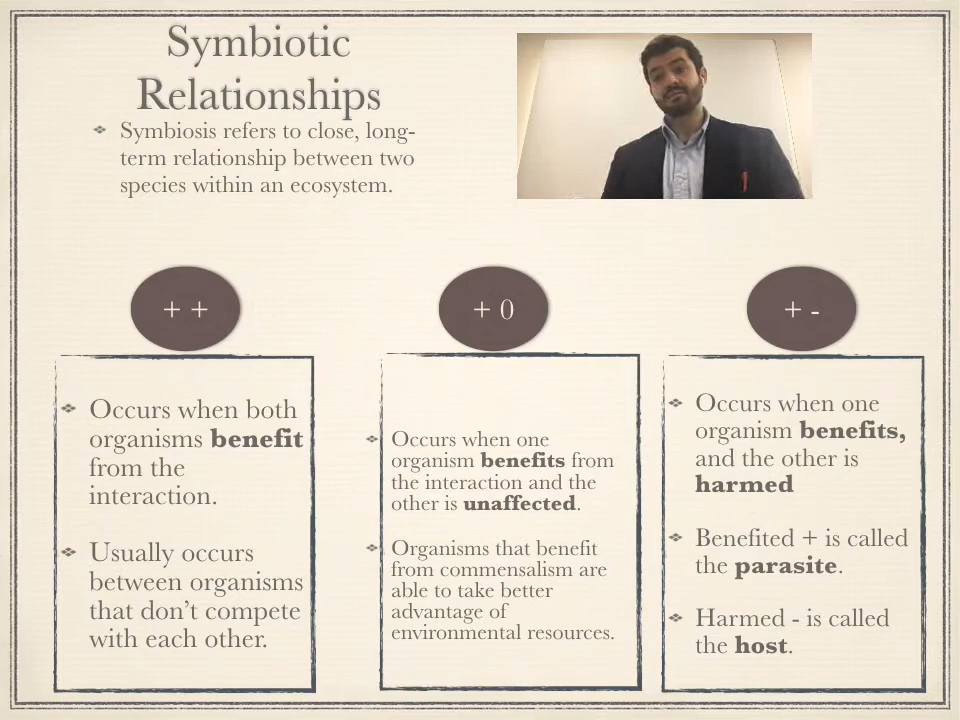 Symbiotic
Relationships
Symbiosis refers to close, long-
term relationship between two
species within an ecosystem.
+ +
Occurs when both
organisms benefit
from the
interaction.
Usually occurs
between organisms
that don’t compete
with each other.
+ 0
Occurs when one
organism benefits from
the interaction and the
other is unaffected.
Organisms that benefit
from commensalism are
able to take better
advantage of
environmental resources.
+ -
Occurs when one
organism benefits,
and the other is
harmed
Benefited + is called
the parasite.
Harmed - is called
the host.